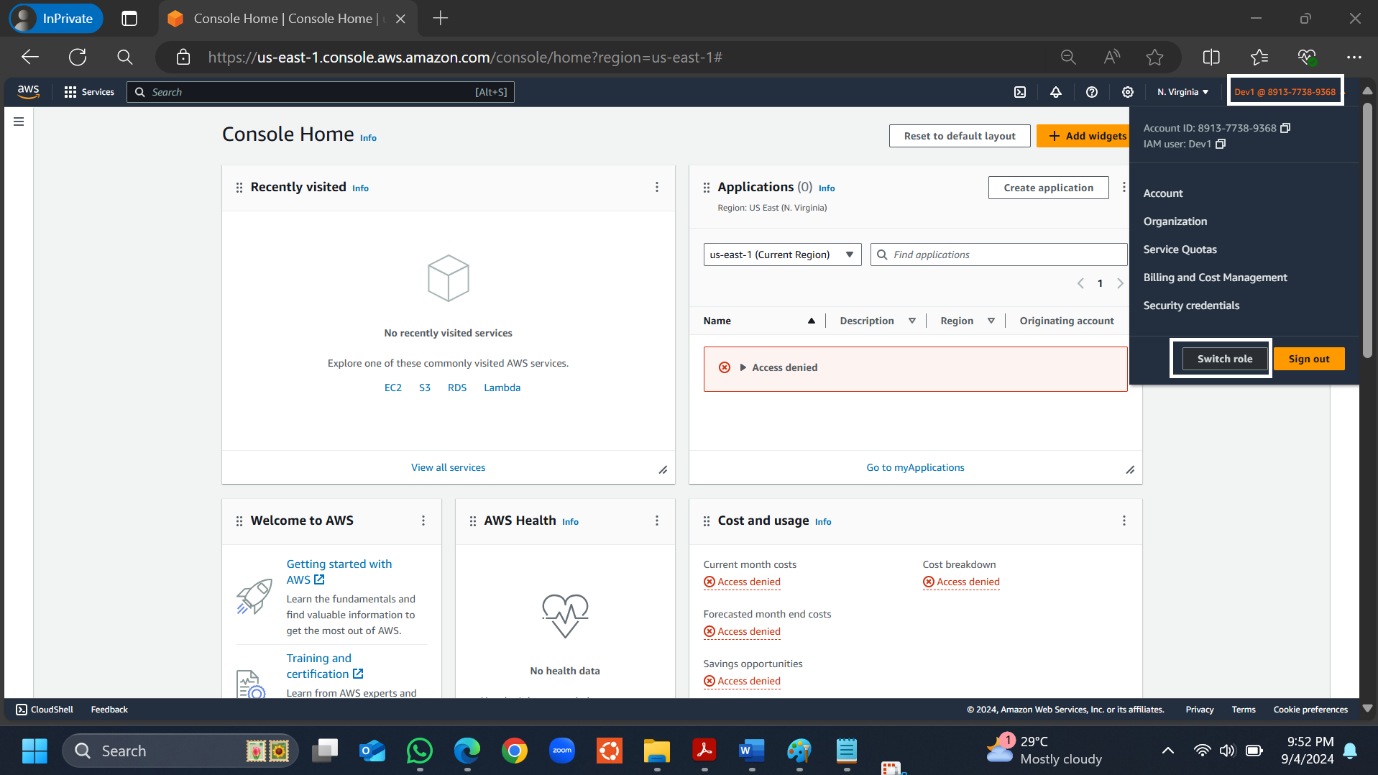 InPrivate
Console Home | Console Home |
https://us-east-1.console.aws.amazon.com/console/home?region=us-east-1#
aws
Services
Search
[Alt+S]
N. Virginia
Dev1 @ 8913-7738-9368
Account ID: 8913-7738-9368
IAM user: Dev1
Account
Organization
Service Quotas
Billing and Cost Management
Security credentials
Switch role
Sign out
Console Home Info
Reset to default layout
+ Add widgets
Recently visited Info
No recently visited services
Explore one of these commonly visited AWS services.
EC2 S3 RDS Lambda
View all services
Applications (0) Info
Region: US East (N. Virginia)
Create application
us-east-1 (Current Region)
Find applications
1
Name Description Region Originating account
Access denied
Go to myApplications
Welcome to AWS
Getting started with
AWS
Learn the fundamentals and
find valuable information to
get the most out of AWS.
Training and
certification
Learn from AWS experts and
AWS Health Info
No health data
Cost and usage Info
Current month costs
Access denied
Cost breakdown
Access denied
Forecasted month end costs
Access denied
Savings opportunities
Access denied
CloudShell
Feedback
© 2024, Amazon Web Services, Inc. or its affiliates.
Privacy
Terms
Cookie preferences
Search
zoom
1
29°C
Mostly cloudy
9:52 PM
9/4/2024